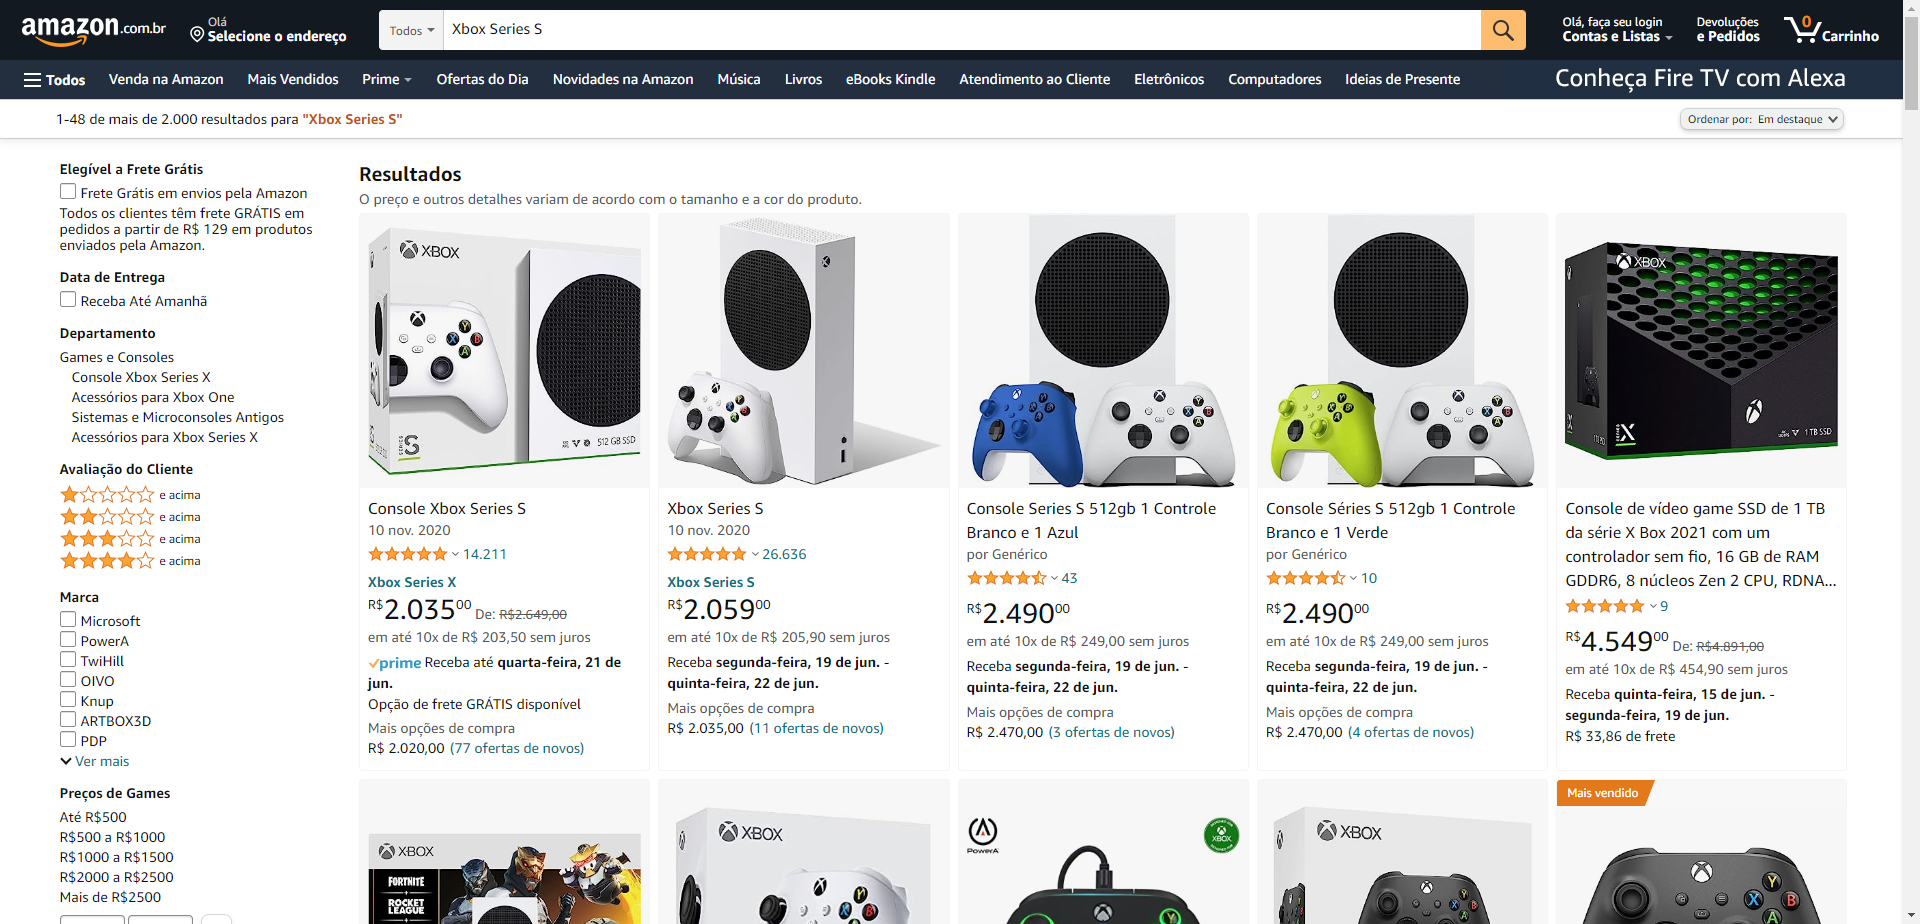 amazon.com.br
Olá
Selecione o endereço
Todos
Xbox Series S
Olá, faça seu login
Contas e Listas
Devoluções
e Pedidos
0
Carrinho
Todos
Venda na Amazon
Mais Vendidos
Prime
Ofertas do Dia
Novidades na Amazon
Música
Livros
eBooks Kindle
Atendimento ao Cliente
Eletrônicos
Computadores
Ideias de Presente
Conheça Fire TV com Alexa
1-48 de mais de 2.000 resultados para "Xbox Series S"
Ordenar por: Em destaque
Elegível a Frete Grátis
Frete Grátis em envios pela Amazon
Todos os clientes têm frete GRÁTIS em
pedidos a partir de R$ 129 em produtos
enviados pela Amazon.
Data de Entrega
Receba Até Amanhã
Departamento
Games e Consoles
Console Xbox Series X
Acessórios para Xbox One
Sistemas e Microconsoles Antigos
Acessórios para Xbox Series X
Avaliação do Cliente
e acima
e acima
e acima
e acima
Marca
Microsoft
PowerA
TwiHill
OIVO
Knup
ARTBOX3D
PDP
Ver mais
Preços de Games
Até R$500
R$500 a R$1000
R$1000 a R$1500
R$2000 a R$2500
Mais de R$2500
Resultados
O preço e outros detalhes variam de acordo com o tamanho e a cor do produto.
XBOX
SERIES S
512 GB SSD
Console Xbox Series S
10 nov. 2020
14.211
Xbox Series X
R$2.03500 De: R$2.649,00
em até 10x de R$ 203,50 sem juros
prime Receba até quarta-feira, 21 de
jun.
Opção de frete GRÁTIS disponível
Mais opções de compra
R$ 2.020,00 (77 ofertas de novos)
Xbox Series S
10 nov. 2020
26.636
Xbox Series S
R$2.05900
em até 10x de R$ 205,90 sem juros
Receba segunda-feira, 19 de jun. -
quinta-feira, 22 de jun.
Mais opções de compra
R$ 2.035,00 (11 ofertas de novos)
Console Series S 512gb 1 Controle
Branco e 1 Azul
por Genérico
43
R$2.49000
em até 10x de R$ 249,00 sem juros
Receba segunda-feira, 19 de jun. -
quinta-feira, 22 de jun.
Mais opções de compra
R$ 2.470,00 (3 ofertas de novos)
Console Séries S 512gb 1 Controle
Branco e 1 Verde
por Genérico
10
R$2.49000
em até 10x de R$ 249,00 sem juros
Receba segunda-feira, 19 de jun. -
quinta-feira, 22 de jun.
Mais opções de compra
R$ 2.470,00 (4 ofertas de novos)
XBOX
SERIES X
1 TB SSD
Console de vídeo game SSD de 1 TB
da série X Box 2021 com um
controlador sem fio, 16 GB de RAM
GDDR6, 8 núcleos Zen 2 CPU, RDNA...
9
R$4.54900 De: R$4.891,00
em até 10x de R$ 454,90 sem juros
Receba quinta-feira, 15 de jun. -
segunda-feira, 19 de jun.
R$ 33,86 de frete
XBOX
FORTNITE
ROCKET
LEAGUE
XBOX
PowerA
XBOX
XBOX
Mais vendido